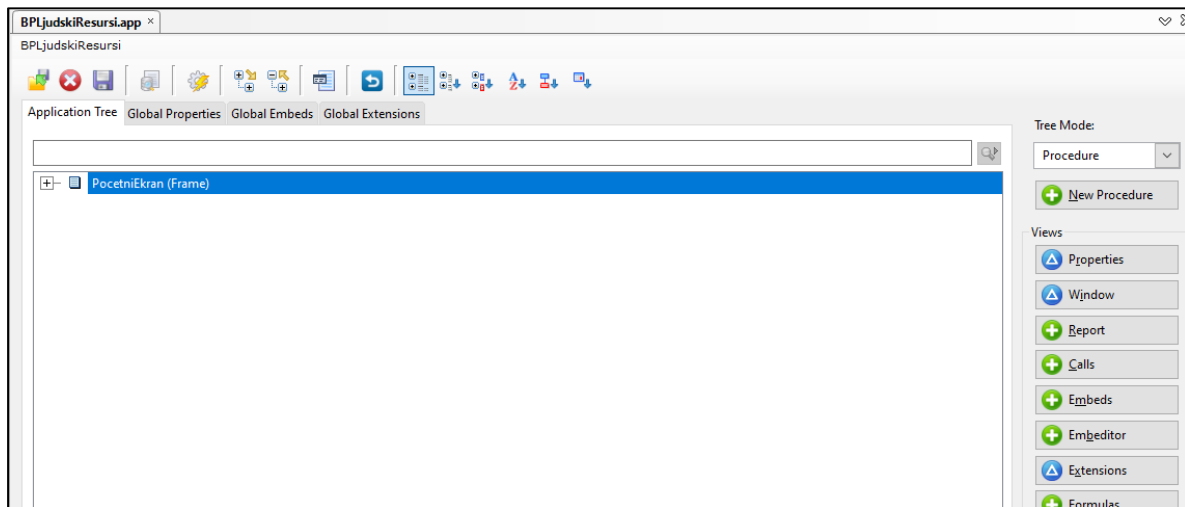 BPLjudskiResursi.app ×
BPLjudskiResursi
Application Tree Global Properties Global Embeds Global Extensions
Tree Mode:
Procedure
PocetniEkran (Frame)
New Procedure
Views
Properties
Window
Report
Calls
Embeds
Embeditor
Extensions
Formulas